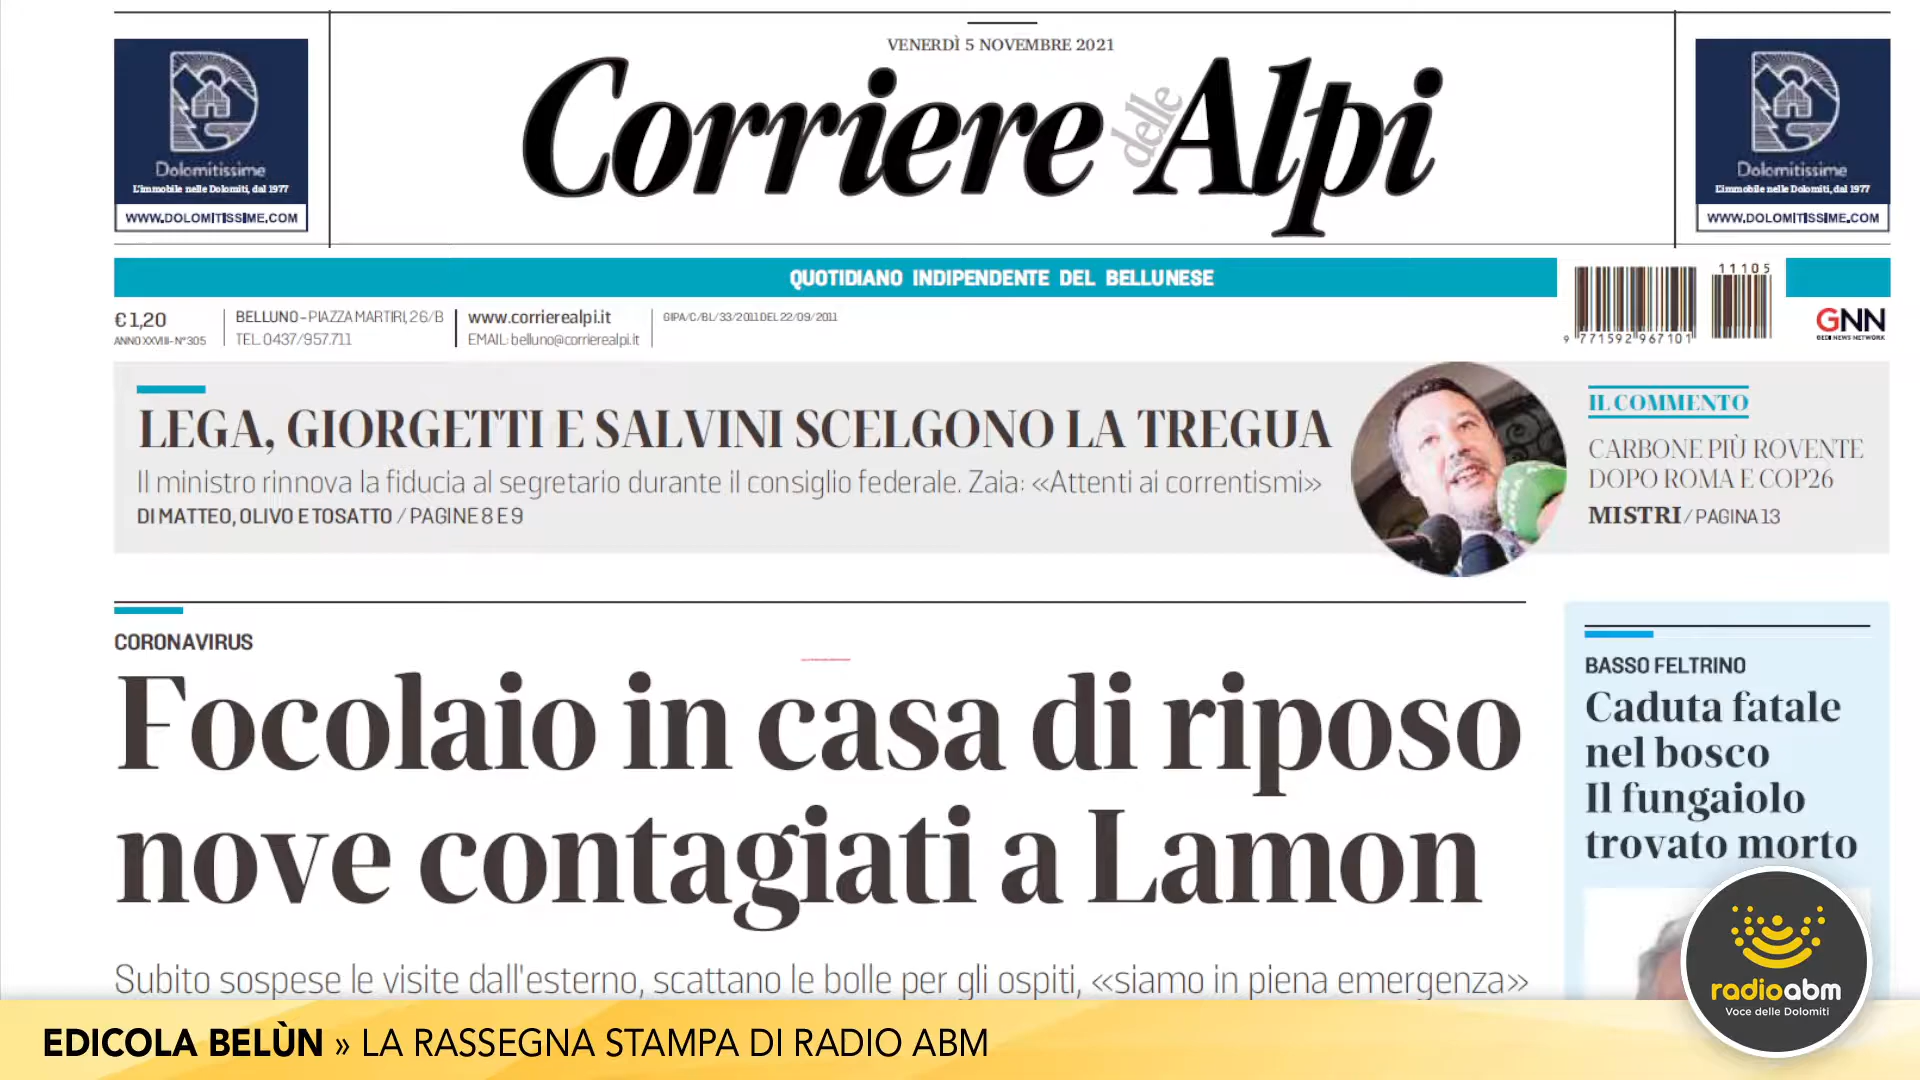 VENERDÌ 5 NOVEMBRE 2021
Corriere delle Alpi
Dolomitissime
L'immobile nelle Dolomiti, dal 1977
WWW.DOLOMITISSIME.COM
Dolomitissime
L'immobile nelle Dolomiti, dal 1977
WWW.DOLOMITISSIME.COM
QUOTIDIANO INDIPENDENTE DEL BELLUNESE
€ 1,20
ANNO XXVIII - N° 305
BELLUNO - PIAZZA MARTIRI, 26/B
TEL. 0437/957.711
www.corrierealpi.it
EMAIL: belluno@corrierealpi.it
GIPA/C/BL/33/2011 DEL 22/09/2011
11105
9 771592 967101
GNN
GEDI NEWS NETWORK
LEGA, GIORGETTI E SALVINI SCELGONO LA TREGUA
Il ministro rinnova la fiducia al segretario durante il consiglio federale. Zaia: «Attenti ai correntismi»
DI MATTEO, OLIVO E TOSATTO / PAGINE 8 E 9
IL COMMENTO
CARBONE PIÙ ROVENTE
DOPO ROMA E COP26
MISTRI / PAGINA 13
CORONAVIRUS
Focolaio in casa di riposo
nove contagiati a Lamon
Subito sospese le visite dall'esterno, scattano le bolle per gli ospiti, «siamo in piena emergenza»
BASSO FELTRINO
Caduta fatale
nel bosco
Il fungaiolo
trovato morto
radioabm
Voce delle Dolomiti
EDICOLA BELÙN » LA RASSEGNA STAMPA DI RADIO ABM